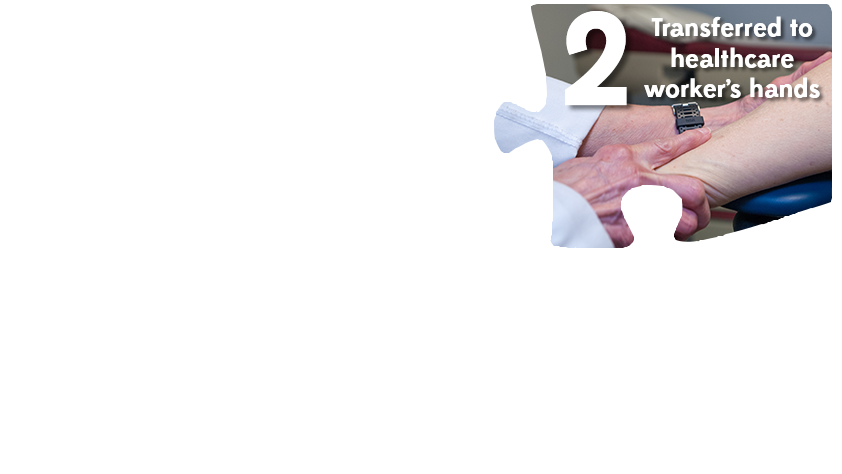 2
Transferred to
healthcare
worker's hands